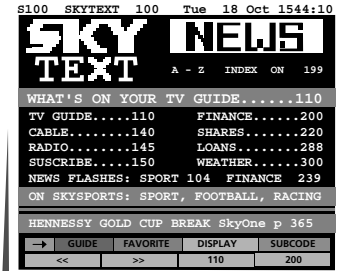 S100 SKYTEXT 100 Tue 18 Oct 1544:10
SKY NEWS
TEXT A - Z INDEX ON 199
WHAT'S ON YOUR TV GUIDE......110
TV GUIDE.....110 FINANCE......200
CABLE........140 SHARES.......220
RADIO........145 LOANS........288
SUSCRIBE.....150 WEATHER......300
NEWS FLASHES: SPORT 104 FINANCE 239
ON SKYSPORTS: SPORT, FOOTBALL, RACING
HENNESSY GOLD CUP BREAK SkyOne p 365
→ GUIDE FAVORITE DISPLAY SUBCODE
<< >> 110 200